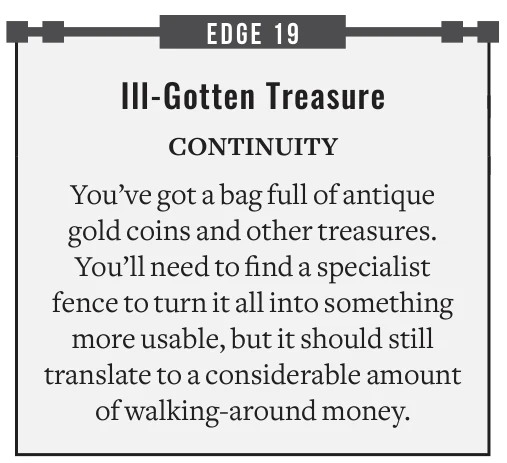 EDGE 19
Ill-Gotten Treasure
CONTINUITY
You’ve got a bag full of antique
gold coins and other treasures.
You’ll need to find a specialist
fence to turn it all into something
more usable, but it should still
translate to a considerable amount
of walking-around money.